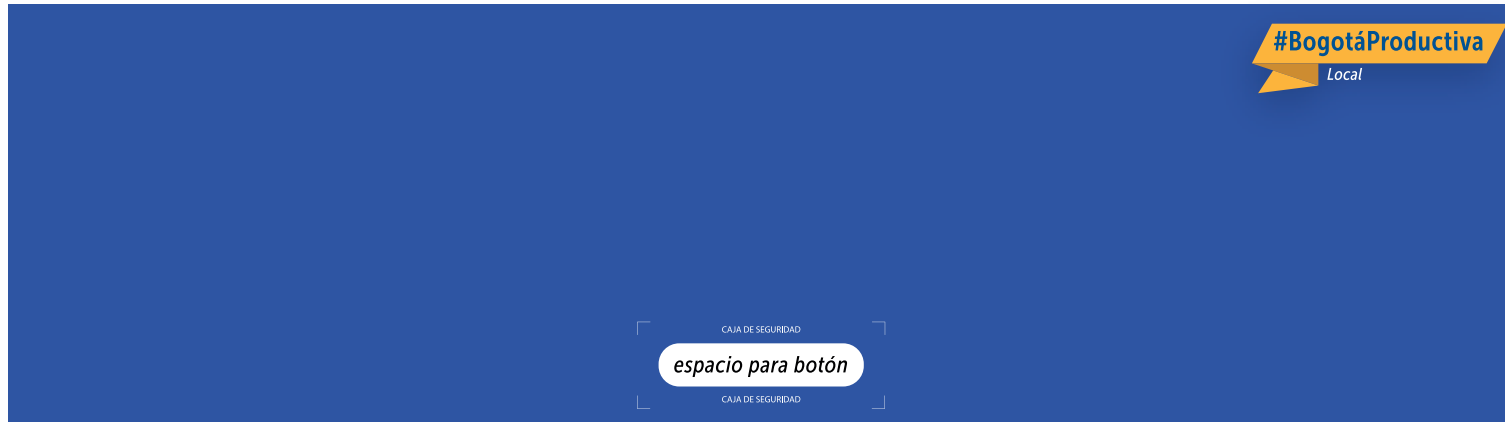 #BogotáProductiva
Local
CAJA DE SEGURIDAD
espacio para botón
CAJA DE SEGURIDAD